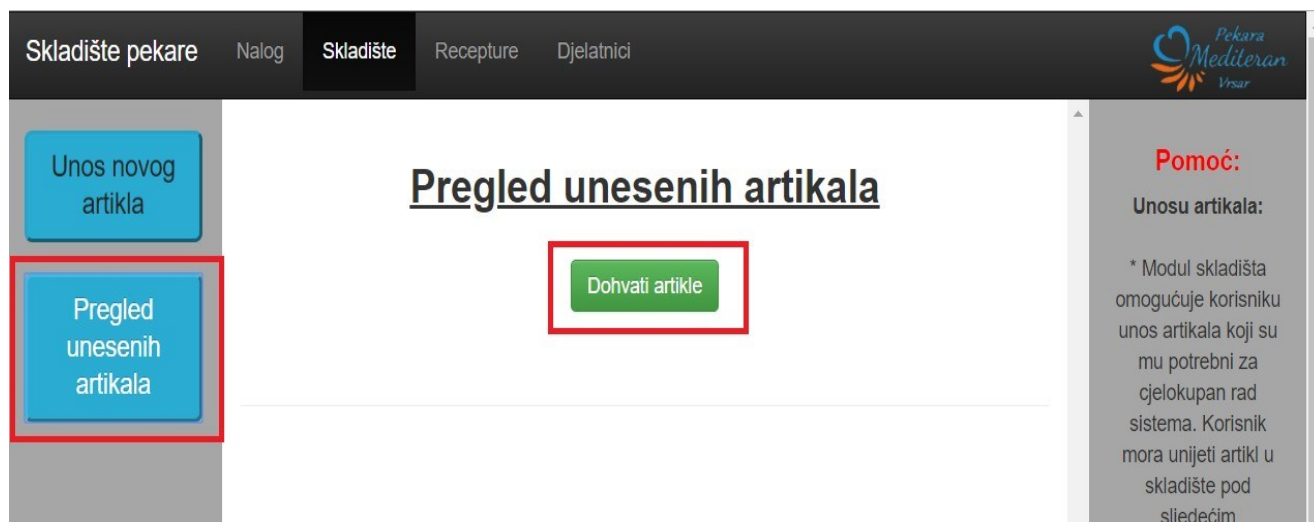 Skladište pekare Nalog Skladište Recepture Djelatnici
Pekara
Mediteran
Vrsar
Unos novog
artikla
Pregled
unesenih
artikala
Pregled unesenih artikala
Dohvati artikle
Pomoć:
Unosu artikala:
* Modul skladišta
omogućuje korisniku
unos artikala koji su
mu potrebni za
cjelokupan rad
sistema. Korisnik
mora unijeti artikl u
skladište pod
sljedećim